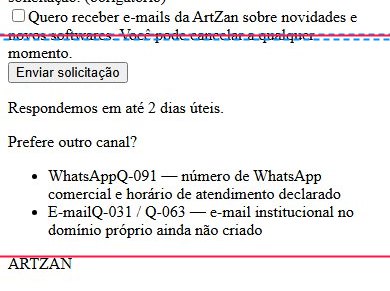 solicitação. (obrigatório)
Quero receber e-mails da ArtZan sobre novidades e
novos softwares. Você pode cancelar a qualquer
momento.
Enviar solicitação
Respondemos em até 2 dias úteis.
Prefere outro canal?
WhatsAppQ-091 — número de WhatsApp
comercial e horário de atendimento declarado
E-mailQ-031 / Q-063 — e-mail institucional no
domínio próprio ainda não criado
ARTZAN